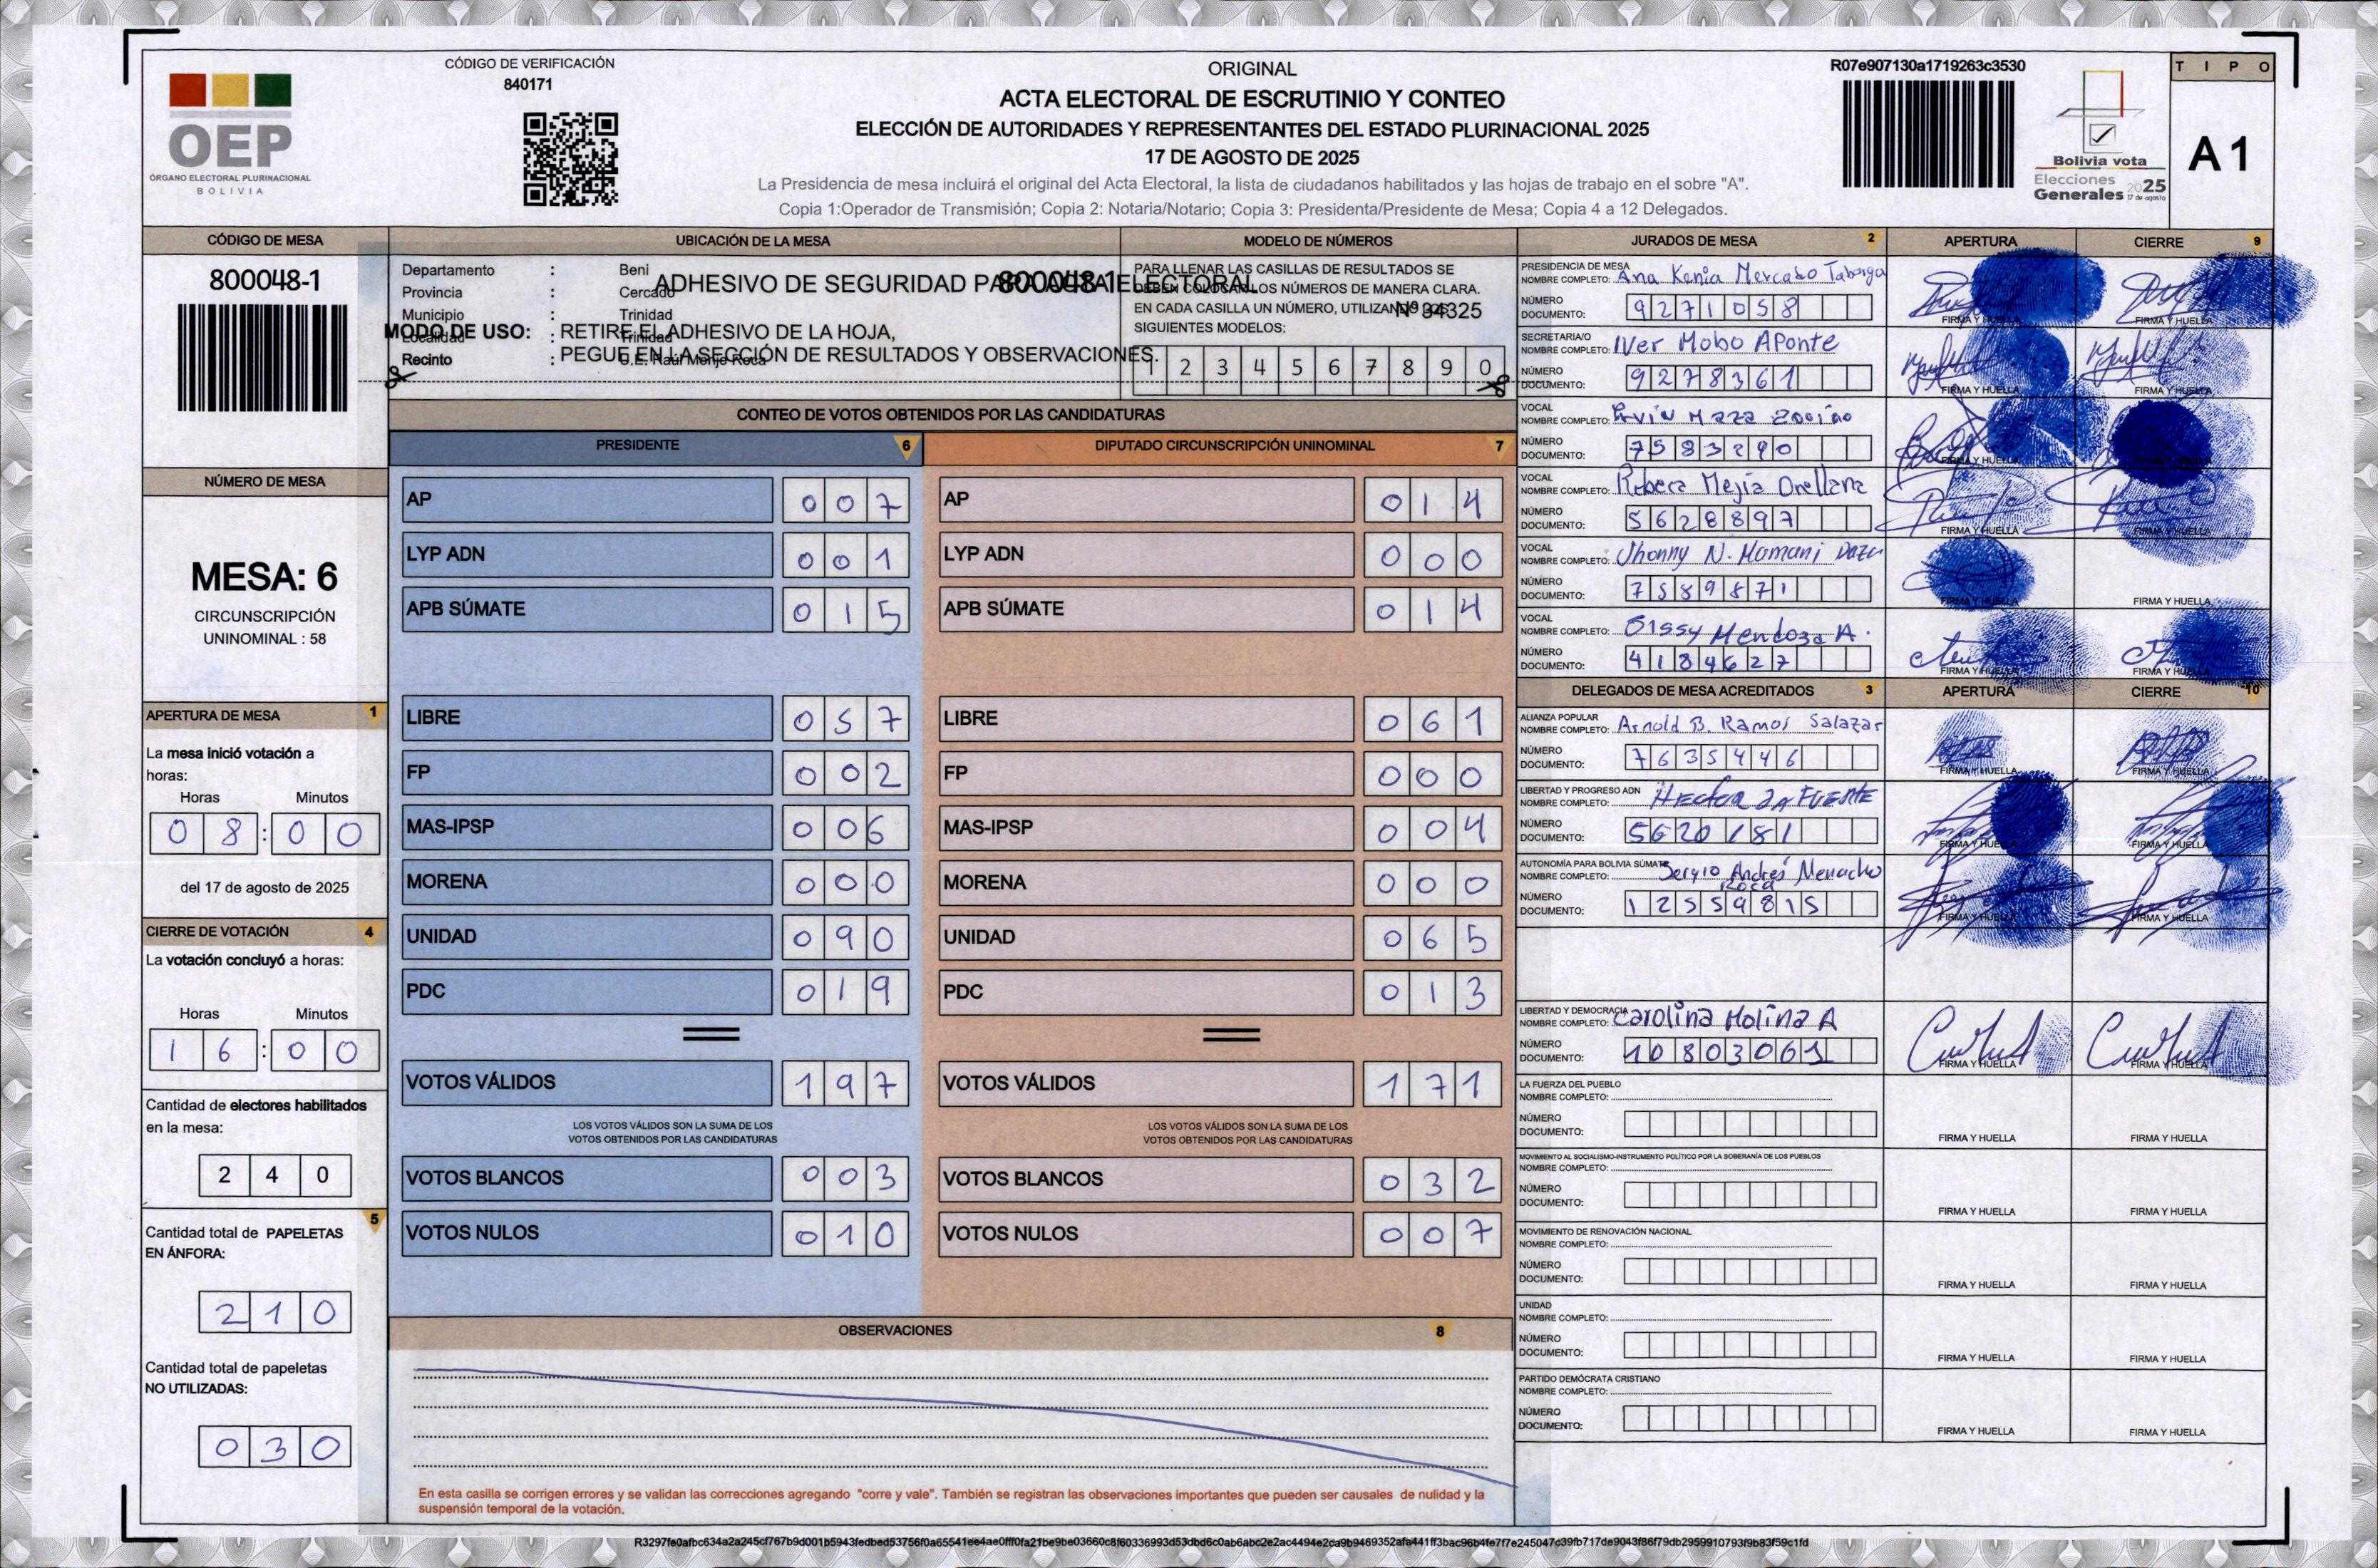 CÓDIGO DE VERIFICACIÓN
840171
OEP
ÓRGANO ELECTORAL PLURINACIONAL
BOLIVIA
ORIGINAL
ACTA ELECTORAL DE ESCRUTINIO Y CONTEO
ELECCIÓN DE AUTORIDADES Y REPRESENTANTES DEL ESTADO PLURINACIONAL 2025
17 DE AGOSTO DE 2025
La Presidencia de mesa incluirá el original del Acta Electoral, la lista de ciudadanos habilitados y las hojas de trabajo en el sobre "A".
Copia 1:Operador de Transmisión; Copia 2: Notaria/Notario; Copia 3: Presidenta/Presidente de Mesa; Copia 4 a 12 Delegados.
R07e907130a1719263c3530
Bolivia vota
Elecciones
Generales 2025
17 de agosto
TIPO
A1
CÓDIGO DE MESA
800048-1
NÚMERO DE MESA
MESA: 6
CIRCUNSCRIPCIÓN
UNINOMINAL : 58
APERTURA DE MESA 1
La mesa inició votación a
horas:
Horas Minutos
08:00
del 17 de agosto de 2025
CIERRE DE VOTACIÓN 4
La votación concluyó a horas:
Horas Minutos
16:00
Cantidad de electores habilitados
en la mesa:
240
5
Cantidad total de PAPELETAS
EN ÁNFORA:
210
Cantidad total de papeletas
NO UTILIZADAS:
030
UBICACIÓN DE LA MESA
Departamento : Beni
Provincia : Cercado
Municipio : Trinidad
Localidad : Trinidad
Recinto : U.E. Raúl Monje Roca
ADHESIVO DE SEGURIDAD PARA ACTA ELECTORAL
800048-1
Nº 34325
MODO DE USO: RETIRE EL ADHESIVO DE LA HOJA,
PEGUE EN LA SECCIÓN DE RESULTADOS Y OBSERVACIONES.
MODELO DE NÚMEROS
PARA LLENAR LAS CASILLAS DE RESULTADOS SE
DEBEN COLOCAR LOS NÚMEROS DE MANERA CLARA.
EN CADA CASILLA UN NÚMERO, UTILIZANDO LOS
SIGUIENTES MODELOS:
1 2 3 4 5 6 7 8 9 0
CONTEO DE VOTOS OBTENIDOS POR LAS CANDIDATURAS
PRESIDENTE 6
AP 007
LYP ADN 001
APB SÚMATE 015
LIBRE 057
FP 002
MAS-IPSP 006
MORENA 000
UNIDAD 090
PDC 019
VOTOS VÁLIDOS 197
LOS VOTOS VÁLIDOS SON LA SUMA DE LOS
VOTOS OBTENIDOS POR LAS CANDIDATURAS
VOTOS BLANCOS 003
VOTOS NULOS 010
DIPUTADO CIRCUNSCRIPCIÓN UNINOMINAL 7
AP 014
LYP ADN 000
APB SÚMATE 014
LIBRE 061
FP 000
MAS-IPSP 004
MORENA 000
UNIDAD 065
PDC 013
VOTOS VÁLIDOS 171
LOS VOTOS VÁLIDOS SON LA SUMA DE LOS
VOTOS OBTENIDOS POR LAS CANDIDATURAS
VOTOS BLANCOS 032
VOTOS NULOS 007
OBSERVACIONES 8
En esta casilla se corrigen errores y se validan las correcciones agregando "corre y vale". También se registran las observaciones importantes que pueden ser causales de nulidad y la
suspensión temporal de la votación.
JURADOS DE MESA 2 APERTURA CIERRE 9
PRESIDENCIA DE MESA
NOMBRE COMPLETO: Ana Kenia Mercado Taborga
NÚMERO
DOCUMENTO: 9271058
FIRMA Y HUELLA FIRMA Y HUELLA
SECRETARIA/O
NOMBRE COMPLETO: Iver Mobo Aponte
NÚMERO
DOCUMENTO: 9278361
FIRMA Y HUELLA FIRMA Y HUELLA
VOCAL
NOMBRE COMPLETO:
NÚMERO
DOCUMENTO: 7583290
FIRMA Y HUELLA
VOCAL
NOMBRE COMPLETO: Rebeca Mejía Orellana
NÚMERO
DOCUMENTO: 5628897
FIRMA Y HUELLA FIRMA Y HUELLA
VOCAL
NOMBRE COMPLETO: Jhonny N. Mamani Daza
NÚMERO
DOCUMENTO: 7589871
FIRMA Y HUELLA FIRMA Y HUELLA
VOCAL
NOMBRE COMPLETO: Gissy Mendoza A.
NÚMERO
DOCUMENTO: 4184627
FIRMA Y HUELLA FIRMA Y HUELLA
DELEGADOS DE MESA ACREDITADOS 3 APERTURA CIERRE 10
ALIANZA POPULAR
NOMBRE COMPLETO: Arnold B. Ramos Salazar
NÚMERO
DOCUMENTO: 7635446
FIRMA Y HUELLA FIRMA Y HUELLA
LIBERTAD Y PROGRESO ADN
NOMBRE COMPLETO: Hector La Fuente
NÚMERO
DOCUMENTO: 5620181
FIRMA Y HUELLA FIRMA Y HUELLA
AUTONOMÍA PARA BOLIVIA SÚMATE
NOMBRE COMPLETO: Sergio Andrés Menacho
Roca
NÚMERO
DOCUMENTO: 12559815
FIRMA Y HUELLA FIRMA Y HUELLA
LIBERTAD Y DEMOCRACIA
NOMBRE COMPLETO: Carolina Molina A
NÚMERO
DOCUMENTO: 10803061
FIRMA Y HUELLA FIRMA Y HUELLA
LA FUERZA DEL PUEBLO
NOMBRE COMPLETO:
NÚMERO
DOCUMENTO:
FIRMA Y HUELLA FIRMA Y HUELLA
MOVIMIENTO AL SOCIALISMO-INSTRUMENTO POLÍTICO POR LA SOBERANÍA DE LOS PUEBLOS
NOMBRE COMPLETO:
NÚMERO
DOCUMENTO:
FIRMA Y HUELLA FIRMA Y HUELLA
MOVIMIENTO DE RENOVACIÓN NACIONAL
NOMBRE COMPLETO:
NÚMERO
DOCUMENTO:
FIRMA Y HUELLA FIRMA Y HUELLA
UNIDAD
NOMBRE COMPLETO:
NÚMERO
DOCUMENTO:
FIRMA Y HUELLA FIRMA Y HUELLA
PARTIDO DEMÓCRATA CRISTIANO
NOMBRE COMPLETO:
NÚMERO
DOCUMENTO:
FIRMA Y HUELLA FIRMA Y HUELLA